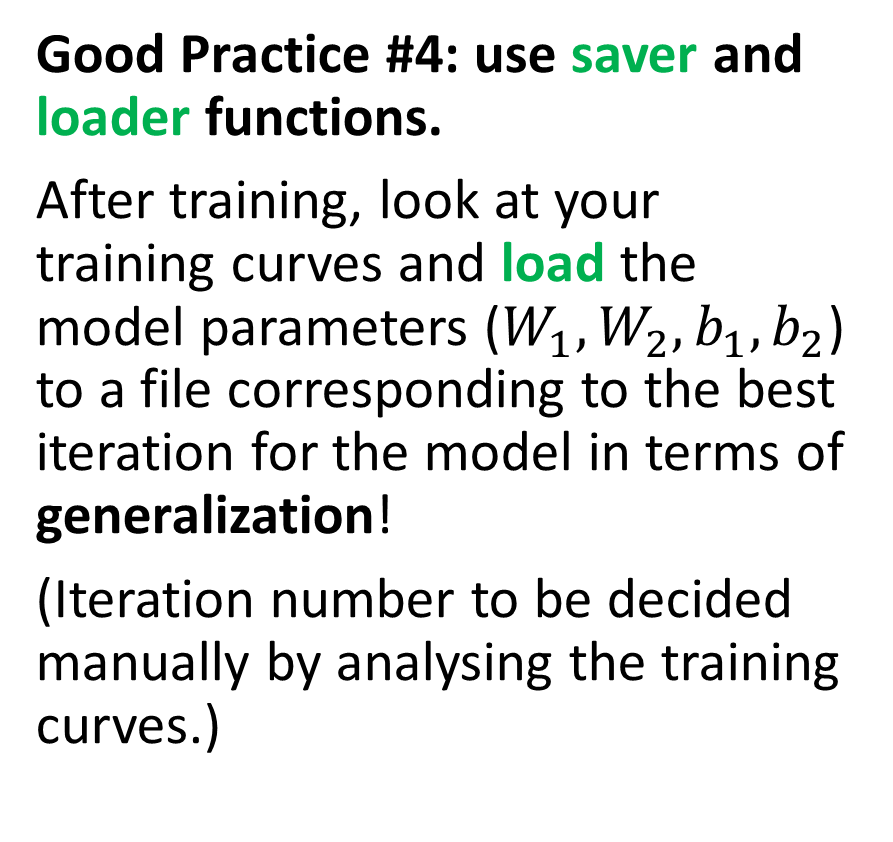 Good Practice #4: use saver and
loader functions.
After training, look at your
training curves and load the
model parameters (W₁, W₂, b₁, b₂)
to a file corresponding to the best
iteration for the model in terms of
generalization!
(Iteration number to be decided
manually by analysing the training
curves.)